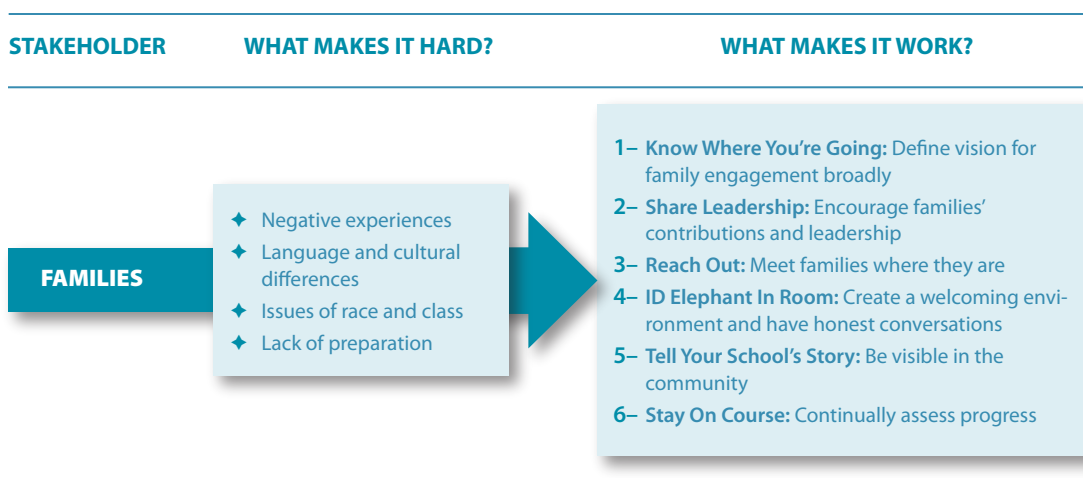 STAKEHOLDER WHAT MAKES IT HARD? WHAT MAKES IT WORK?
FAMILIES
✦ Negative experiences
✦ Language and cultural
differences
✦ Issues of race and class
✦ Lack of preparation
1– Know Where You're Going: Define vision for
family engagement broadly
2– Share Leadership: Encourage families’
contributions and leadership
3– Reach Out: Meet families where they are
4– ID Elephant In Room: Create a welcoming envi-
ronment and have honest conversations
5– Tell Your School’s Story: Be visible in the
community
6– Stay On Course: Continually assess progress